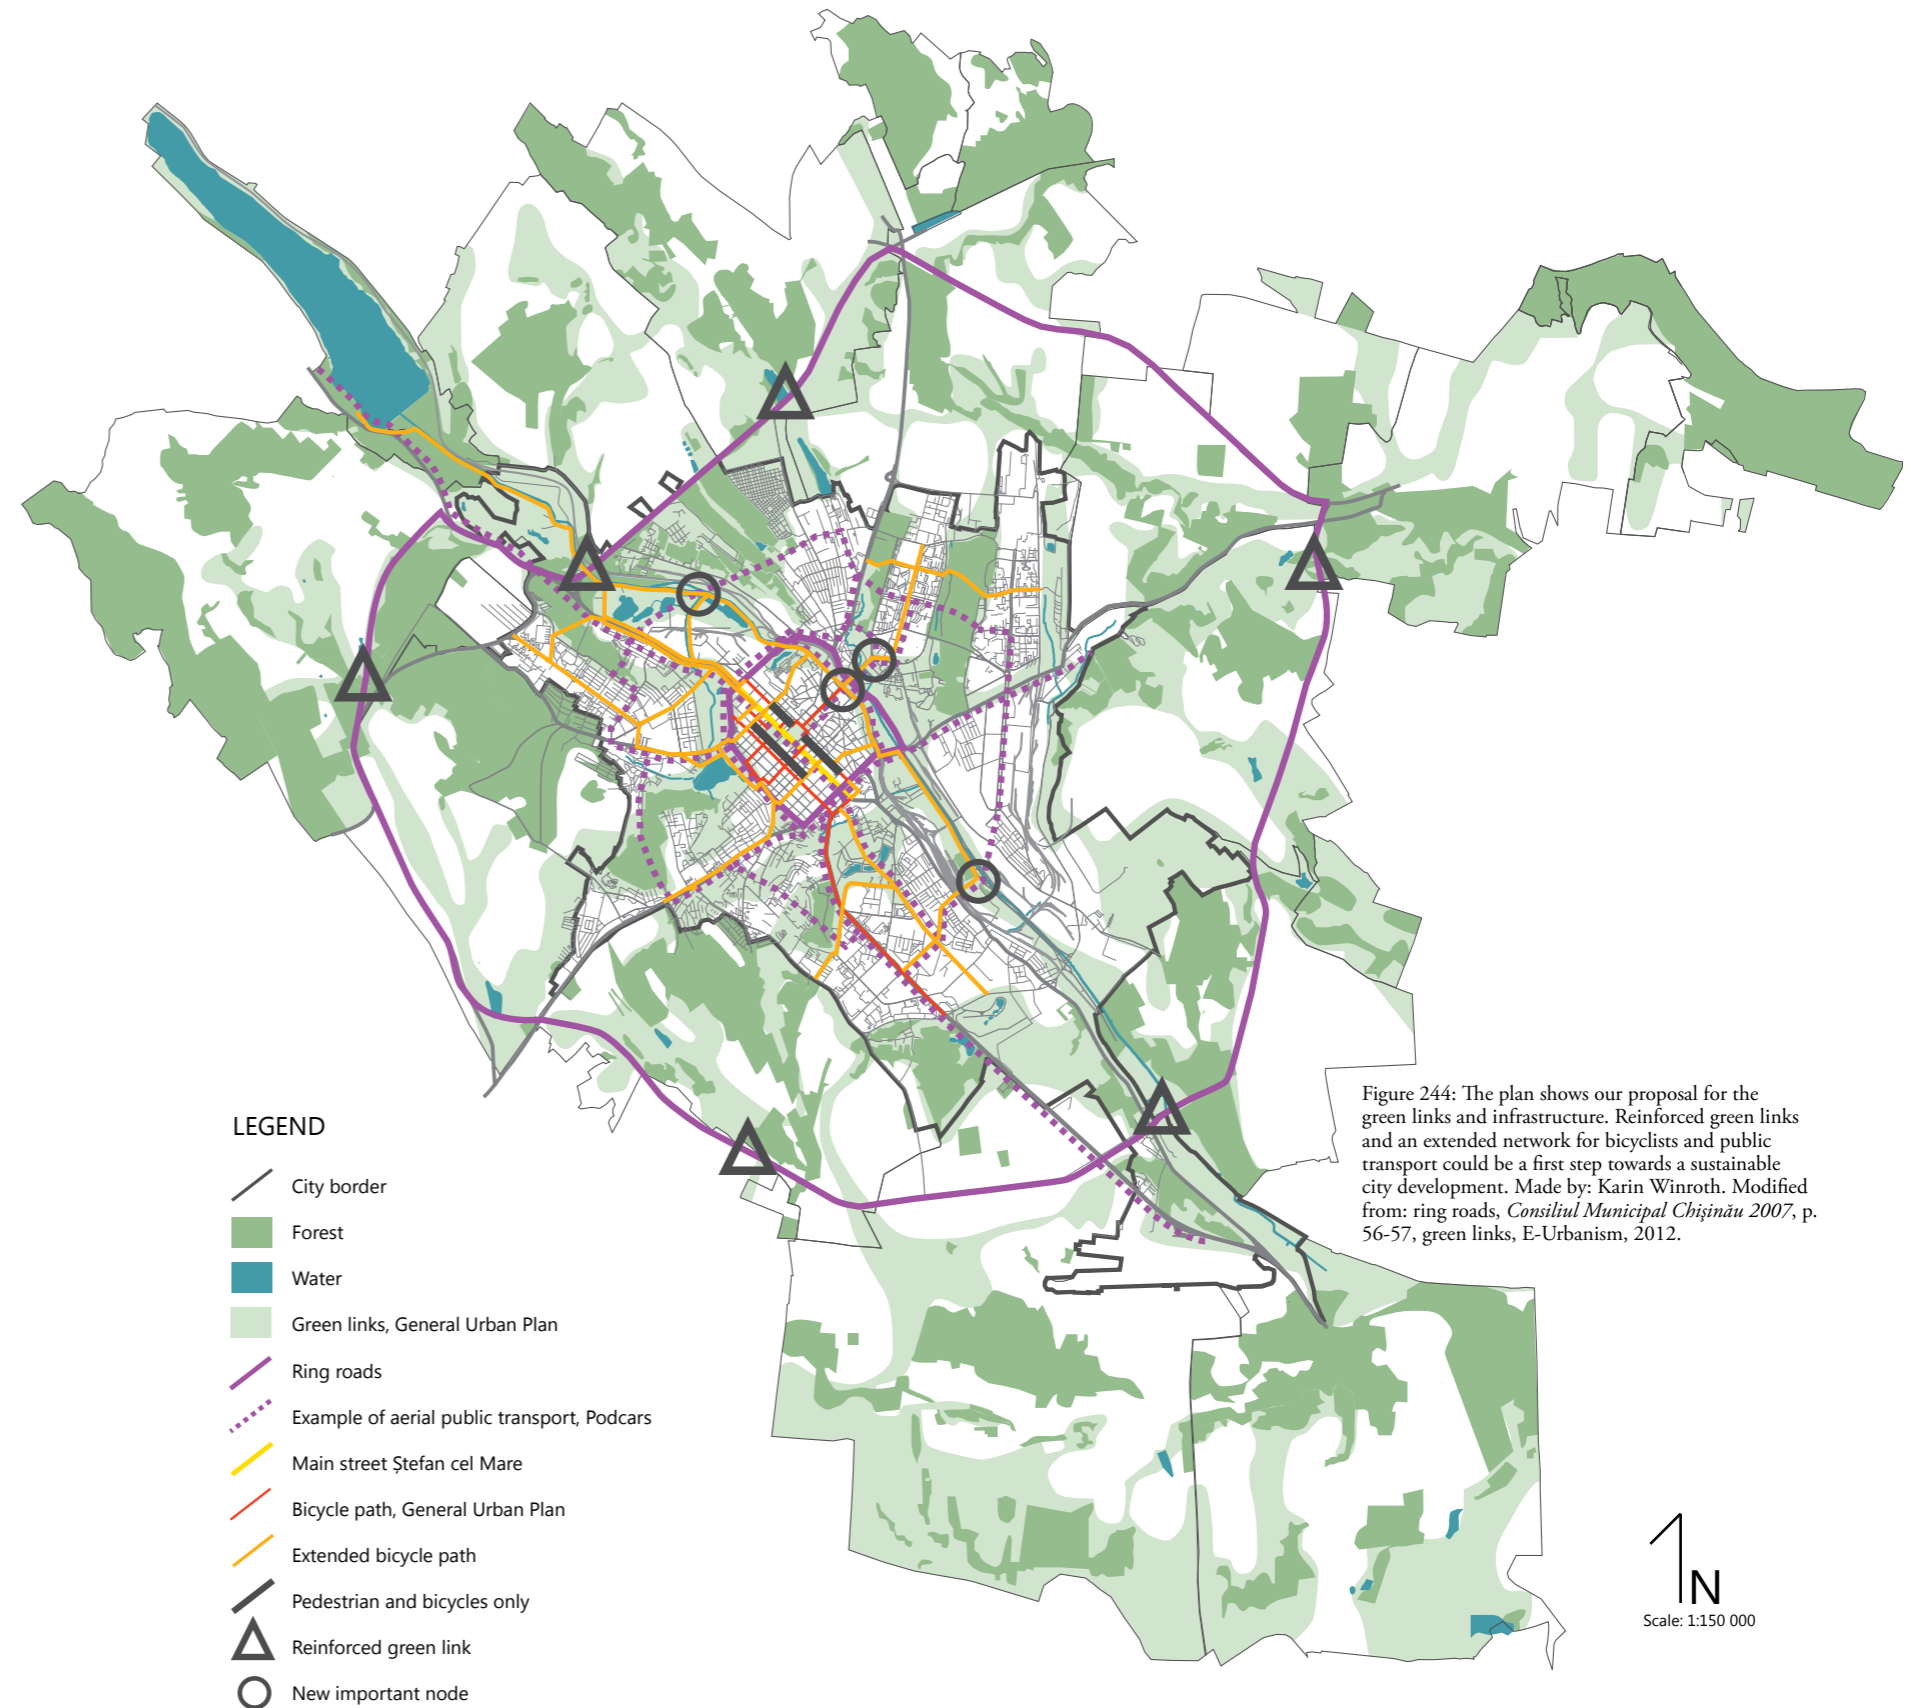 LEGEND
City border
Forest
Water
Green links, General Urban Plan
Ring roads
Example of aerial public transport, Podcars
Main street Ștefan cel Mare
Bicycle path, General Urban Plan
Extended bicycle path
Pedestrian and bicycles only
Reinforced green link
New important node
Figure 244: The plan shows our proposal for the
green links and infrastructure. Reinforced green links
and an extended network for bicyclists and public
transport could be a first step towards a sustainable
city development. Made by: Karin Winroth. Modified
from: ring roads, Consiliul Municipal Chişinău 2007, p.
56-57, green links, E-Urbanism, 2012.
N
Scale: 1:150 000